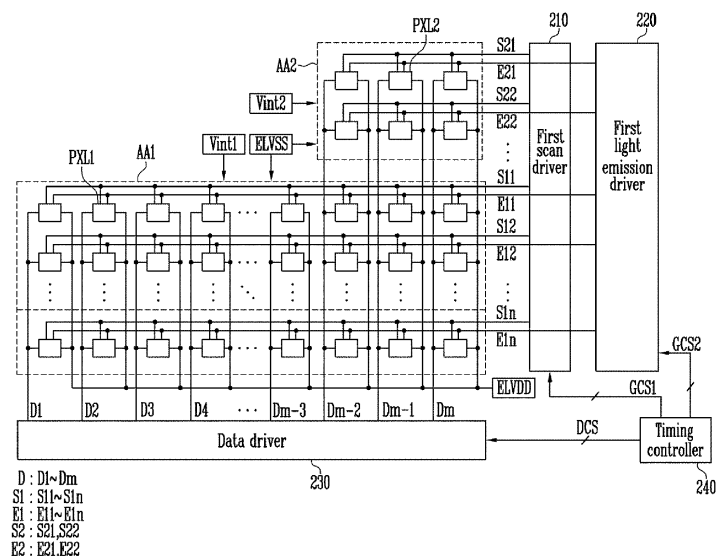 210
220
PXL2
S21
AA2
E21
S22
Vint2
E22
First scan driver
First light emission driver
AA1
Vint1
ELVSS
PXL1
S11
E11
S12
E12
S1n
E1n
GCS2
ELVDD
GCS1
D1 D2 D3 D4 ... Dm-3 Dm-2 Dm-1 Dm
DCS
Data driver
Timing controller
230
240
D : D1~Dm
S1 : S11~S1n
E1 : E11~E1n
S2 : S21,S22
E2 : E21,E22